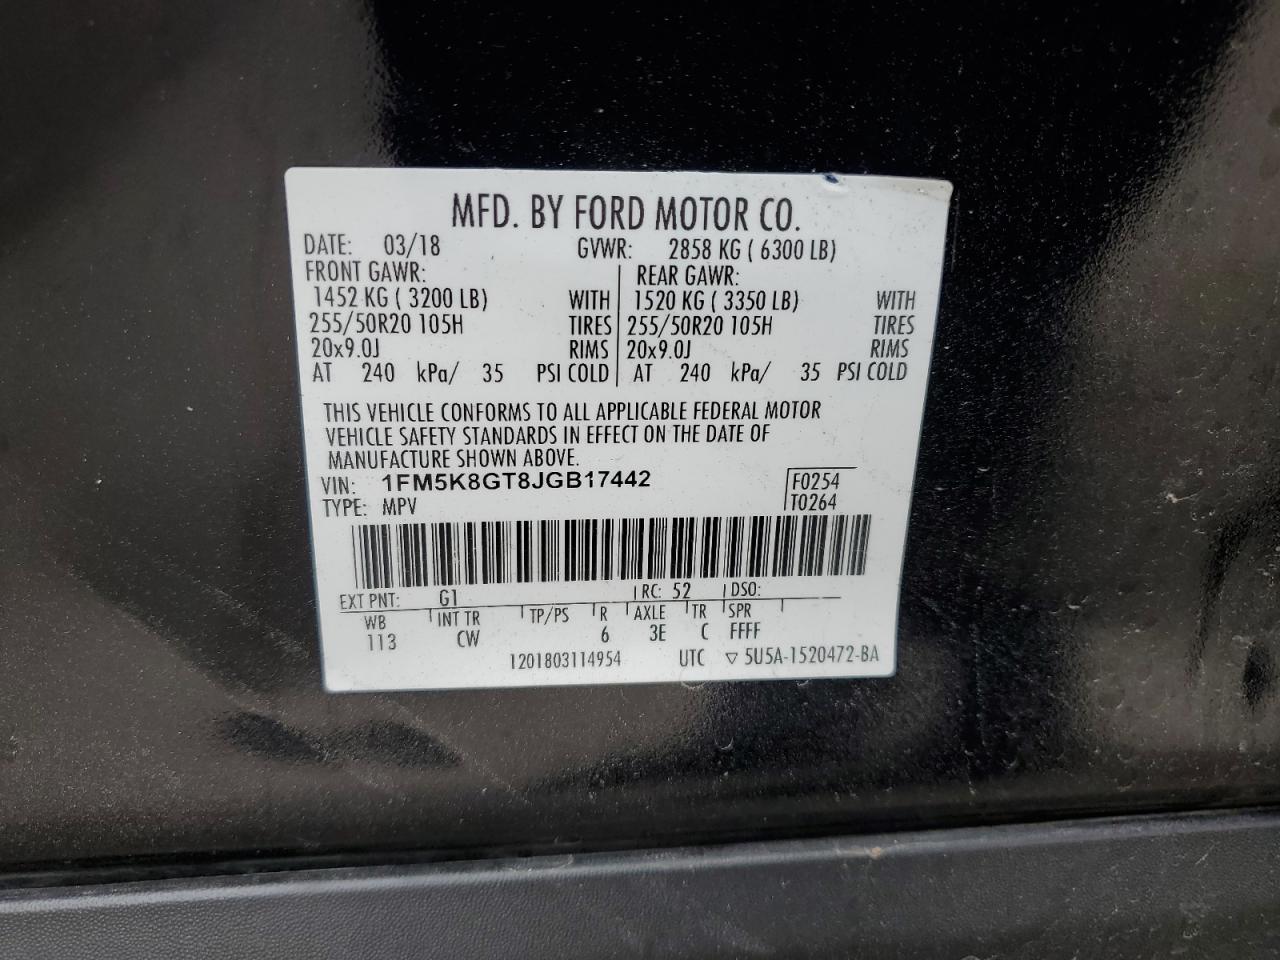 MFD. BY FORD MOTOR CO.
DATE: 03/18 GVWR: 2858 KG ( 6300 LB)
FRONT GAWR: REAR GAWR:
1452 KG ( 3200 LB) WITH 1520 KG ( 3350 LB) WITH
255/50R20 105H TIRES 255/50R20 105H TIRES
20x9.0J RIMS 20x9.0J RIMS
AT 240 kPa/ 35 PSI COLD AT 240 kPa/ 35 PSI COLD
THIS VEHICLE CONFORMS TO ALL APPLICABLE FEDERAL MOTOR
VEHICLE SAFETY STANDARDS IN EFFECT ON THE DATE OF
MANUFACTURE SHOWN ABOVE.
VIN: 1FM5K8GT8JGB17442 F0254
TYPE: MPV T0264
EXT PNT: G1 RC: 52 DSO:
WB INT TR TP/PS R AXLE TR SPR
113 CW 6 3E C FFFF
1201803114954 UTC ▽ 5U5A-1520472-BA